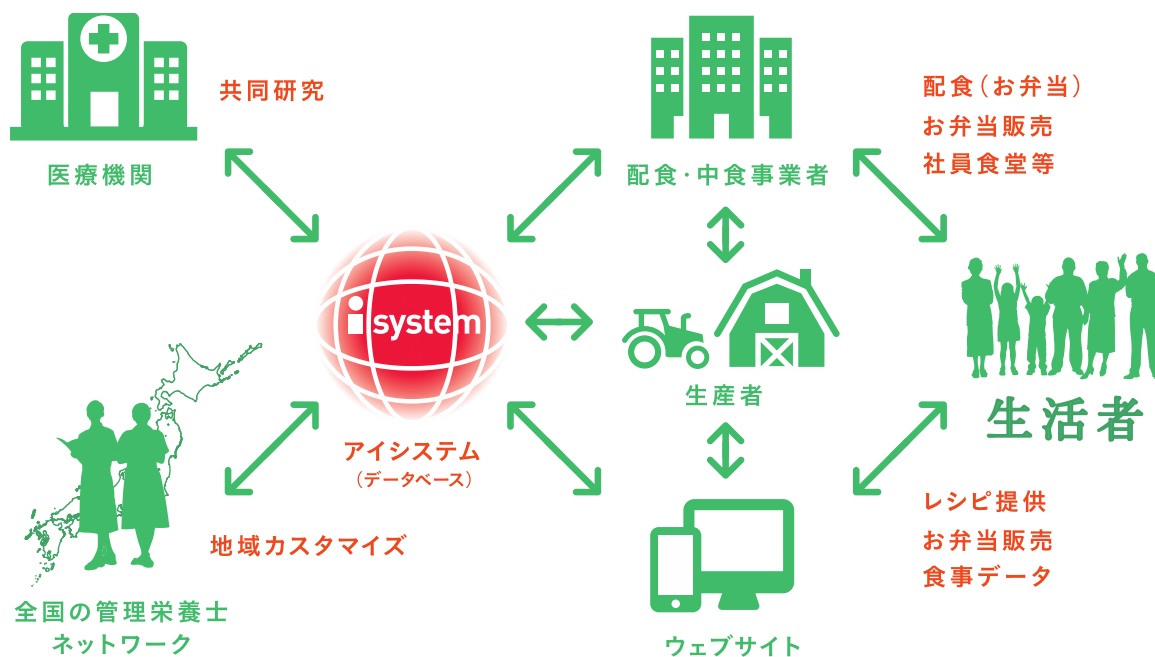 共同研究
医療機関
配食・中食事業者
配食（お弁当）
お弁当販売
社員食堂等
i system
アイシステム
（データベース）
生産者
生活者
地域カスタマイズ
全国の管理栄養士
ネットワーク
ウェブサイト
レシピ提供
お弁当販売
食事データ